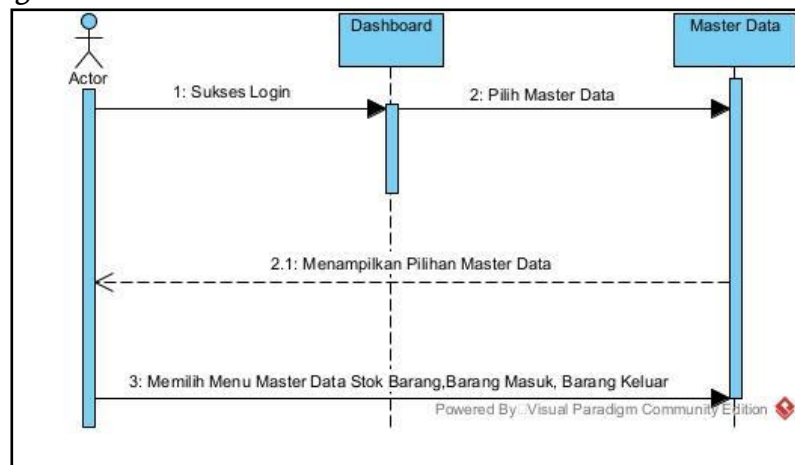 Dashboard
Master Data
Actor
1: Sukses Login
2: Pilih Master Data
2.1: Menampilkan Pilihan Master Data
3: Memilih Menu Master Data Stok Barang,Barang Masuk, Barang Keluar
Powered By Visual Paradigm Community Edition